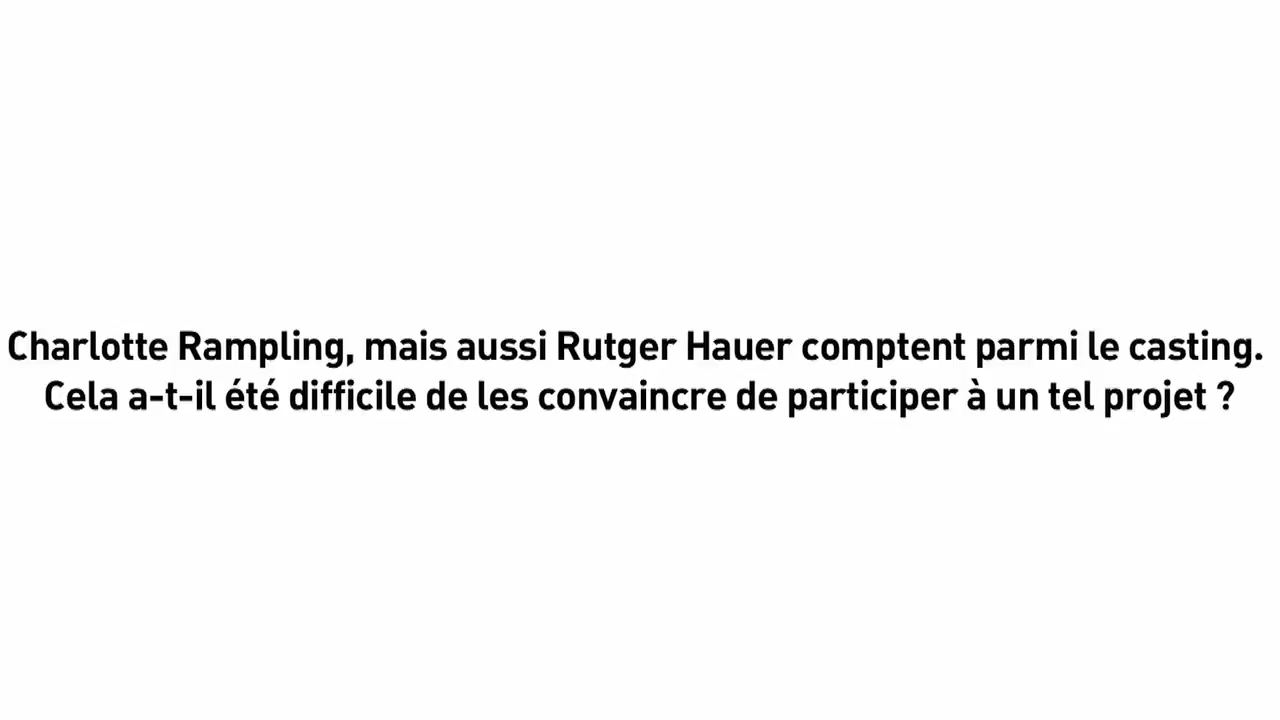 Charlotte Rampling, mais aussi Rutger Hauer comptent parmi le casting.
Cela a-t-il été difficile de les convaincre de participer à un tel projet ?